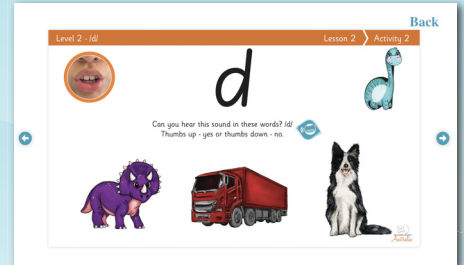 Back
Level 2 - /d/
Lesson 2 Activity 2
d
Can you hear this sound in these words? /d/
Thumbs up - yes or thumbs down - no.
Australia